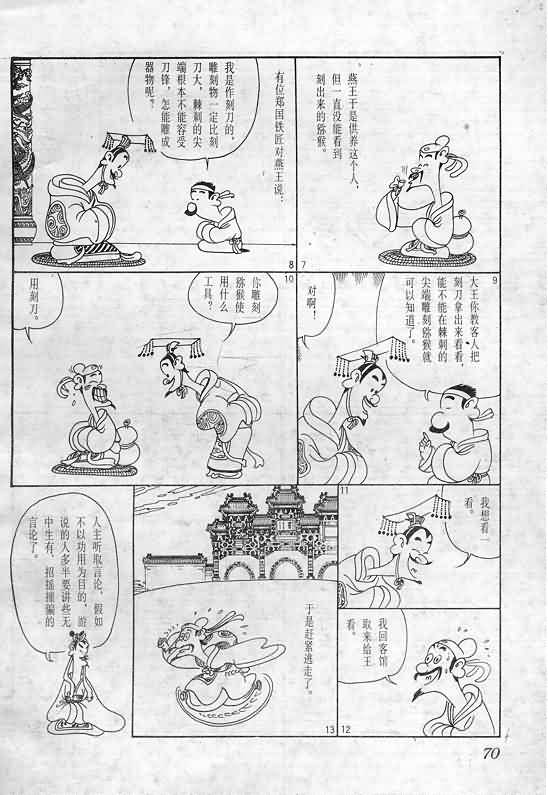 燕王于是供养这个人，
但一直没能看到
刻出来的猕猴。
7
有位郑国铁匠对燕王说：
我是作刻刀的，
雕刻物一定比刻
刀大，棘刺的尖
端根本不能容受
刀锋，怎能雕成
器物呢？
8
大王你教客人把
刻刀拿出来看看，
能不能在棘刺的
尖端雕刻猕猴就
可以知道了。
对啊！
9
你雕刻
猕猴使
用什么
工具？
用刻刀。
10
我想看一
看。
11
我回客馆
取来给王
看。
12
于是赶紧逃走了。
13
人主听取言论，
不以功用为目的，假如
说的人多半要讲些无
中生有、招摇撞骗的
言论了。
70